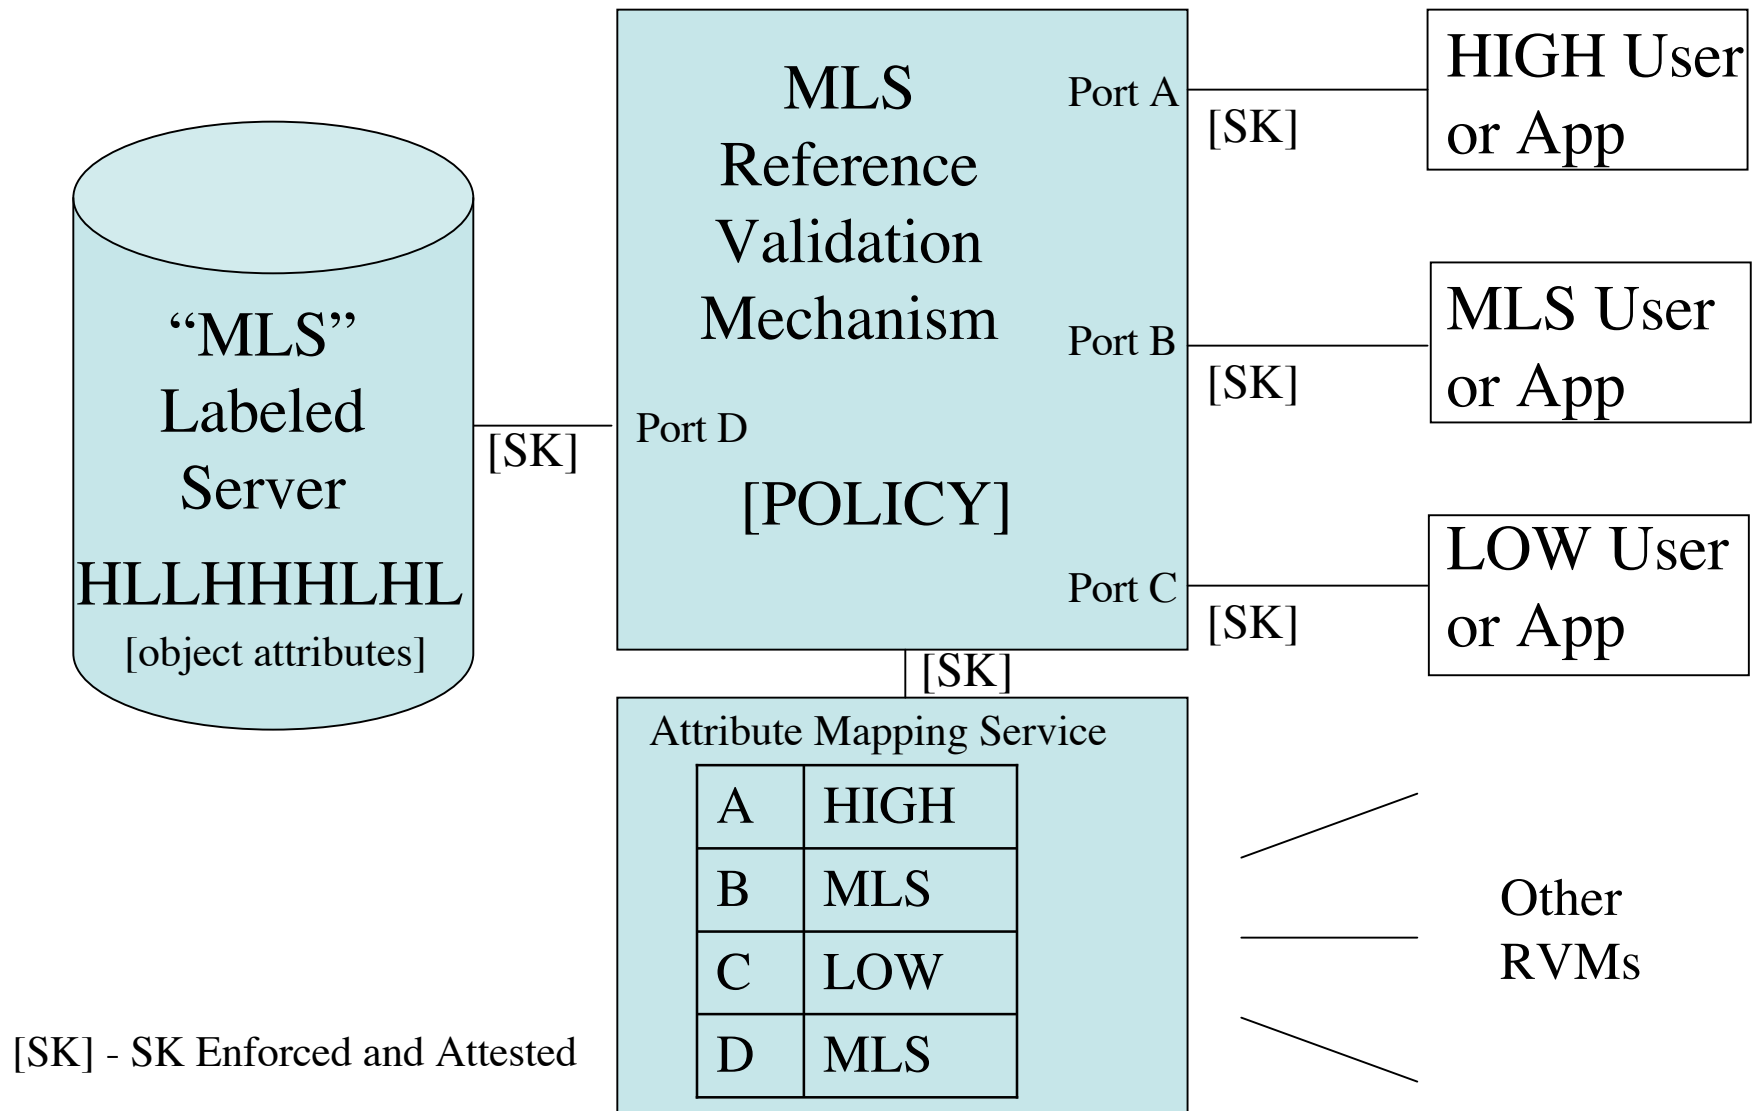 “MLS”
Labeled
Server
HLLHHHLHL
[object attributes]
[SK]
MLS
Reference
Validation
Mechanism
Port A
Port B
Port D
[POLICY]
Port C
[SK]
HIGH User
or App
[SK]
MLS User
or App
[SK]
LOW User
or App
[SK]
Attribute Mapping Service
A HIGH
B MLS
C LOW
D MLS
Other
RVMs
[SK] - SK Enforced and Attested